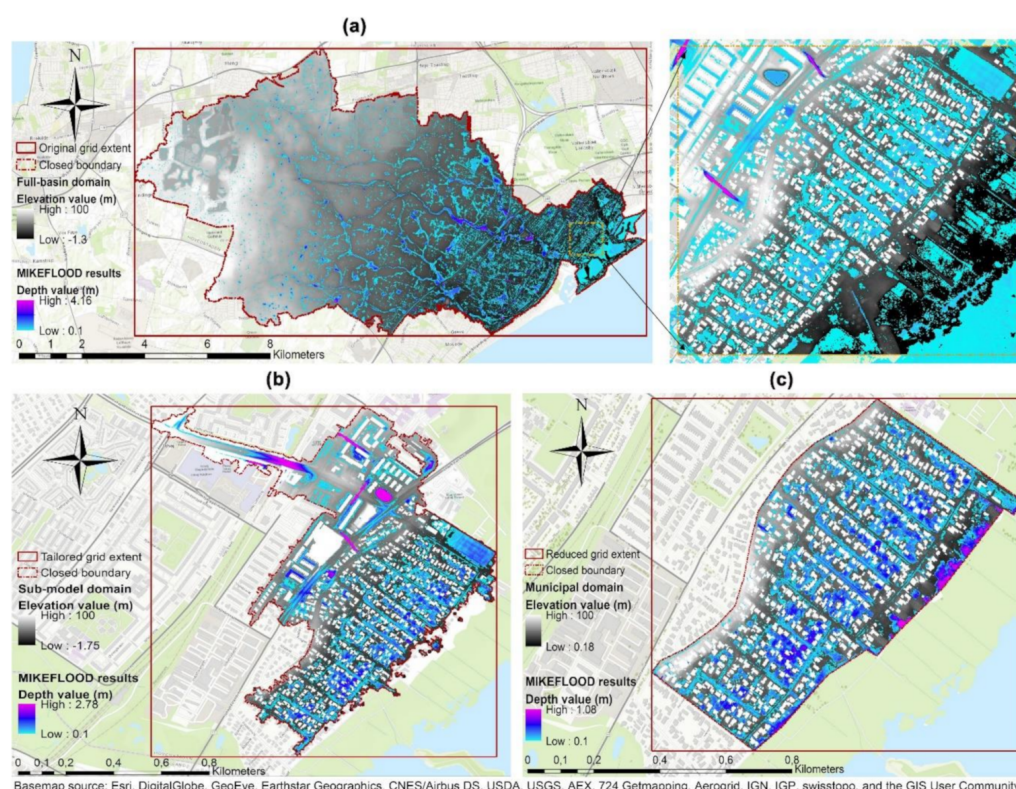 (a)
N
Original grid extent
Closed boundary
Full-basin domain
Elevation value (m)
High : 100
Low : -1.3
MIKEFLOOD results
Depth value (m)
High : 4.16
Low : 0.1
0 1 2 4 6 8
Kilometers
(b)
N
Tailored grid extent
Closed boundary
Sub-model domain
Elevation value (m)
High : 100
Low : -1.75
MIKEFLOOD results
Depth value (m)
High : 2.78
Low : 0.1
0 0,1 0,2 0,4 0,6 0,8
Kilometers
(c)
N
Reduced grid extent
Closed boundary
Municipal domain
Elevation value (m)
High : 100
Low : 0.18
MIKEFLOOD results
Depth value (m)
High : 1.08
Low : 0.1
0 0,1 0,2 0,4 0,6 0,8
Kilometers
Basemap source: Esri, DigitalGlobe, GeoEye, Earthstar Geographics, CNES/Airbus DS, USDA, USGS, AEX, 724 Getmapping, Aerogrid, IGN, IGP, swisstopo, and the GIS User Community